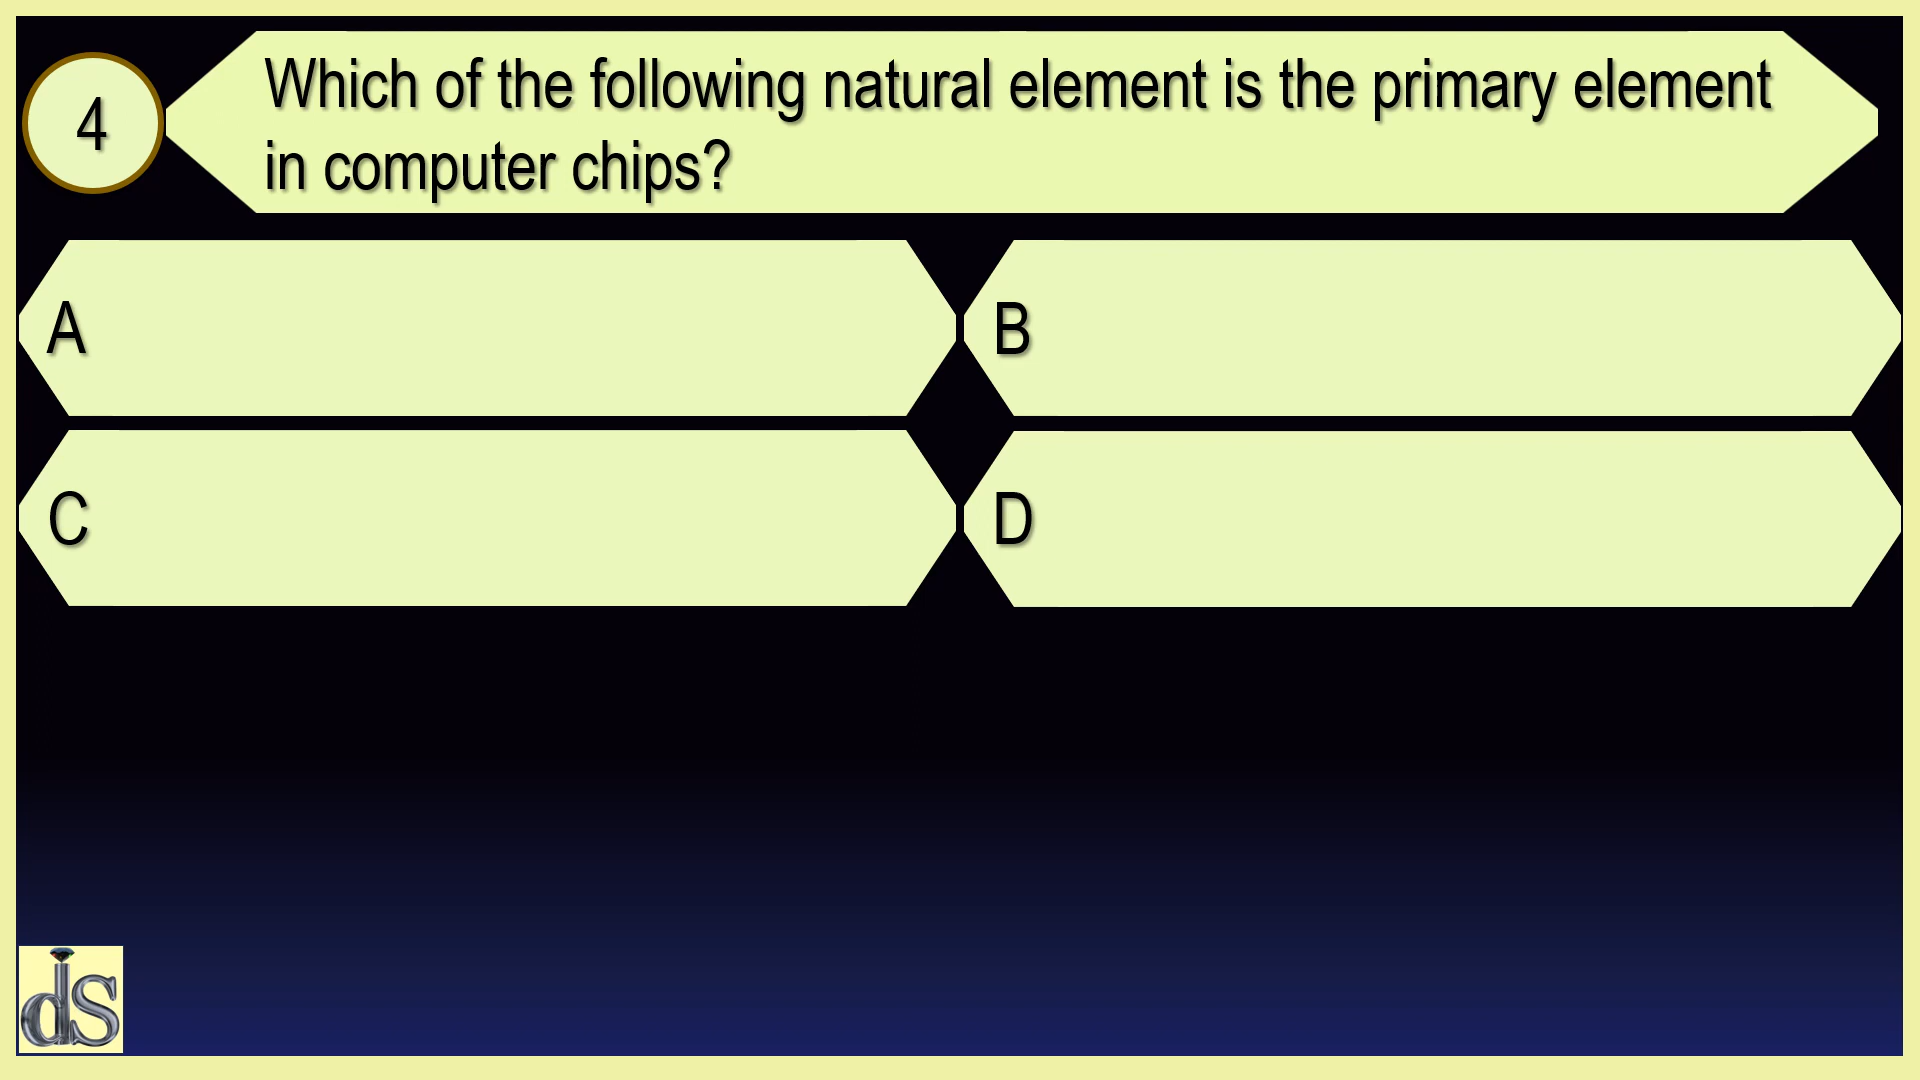 4
Which of the following natural element is the primary element
in computer chips?
A
B
C
D
ds